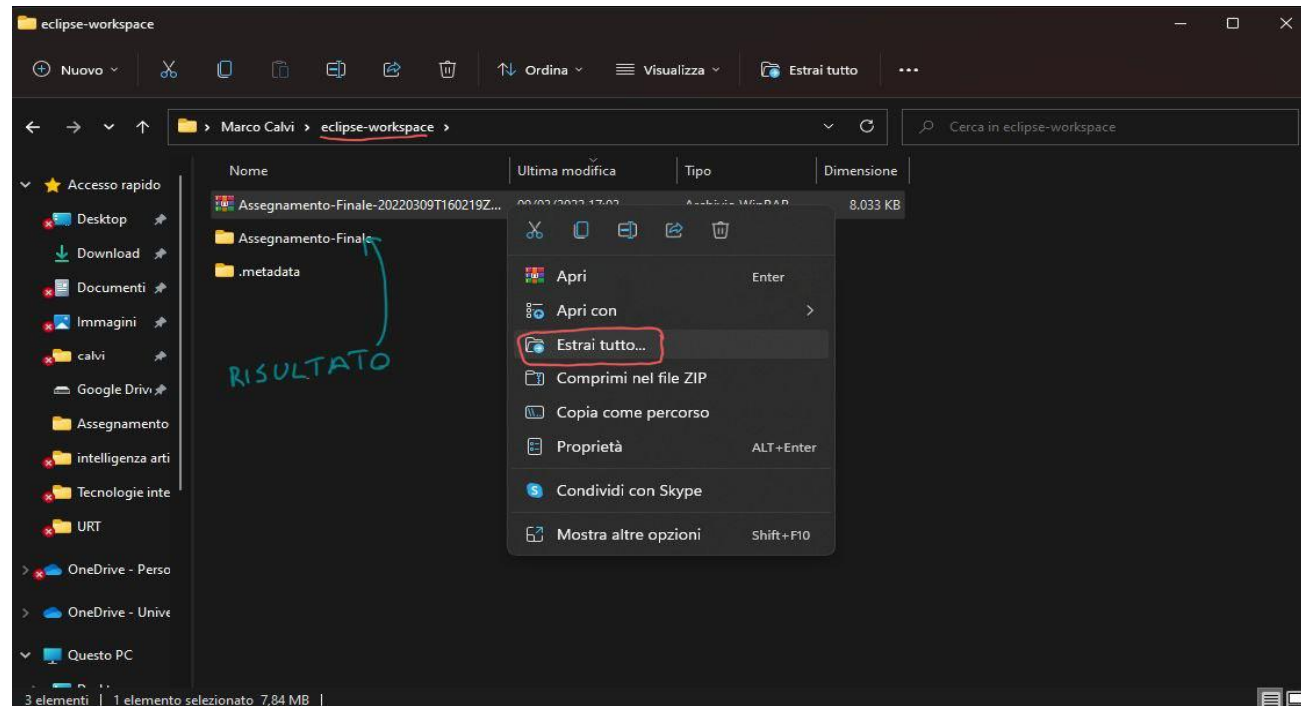 eclipse-workspace
Nuovo
Ordina
Visualizza
Estrai tutto
Marco Calvi > eclipse-workspace >
Cerca in eclipse-workspace
Nome Ultima modifica Tipo Dimensione
Accesso rapido
Desktop
Download
Documenti
Immagini
calvi
Google Driv
Assegnamento
intelligenza arti
Tecnologie inte
URT
OneDrive - Perso
OneDrive - Unive
Questo PC
Assegnamento-Finale-20220309T160219Z... 8.033 KB
Assegnamento-Finale
.metadata
RISULTATO
Apri Enter
Apri con
Estrai tutto...
Comprimi nel file ZIP
Copia come percorso
Proprietà ALT+Enter
Condividi con Skype
Mostra altre opzioni Shift+F10
3 elementi | 1 elemento selezionato 7,84 MB |